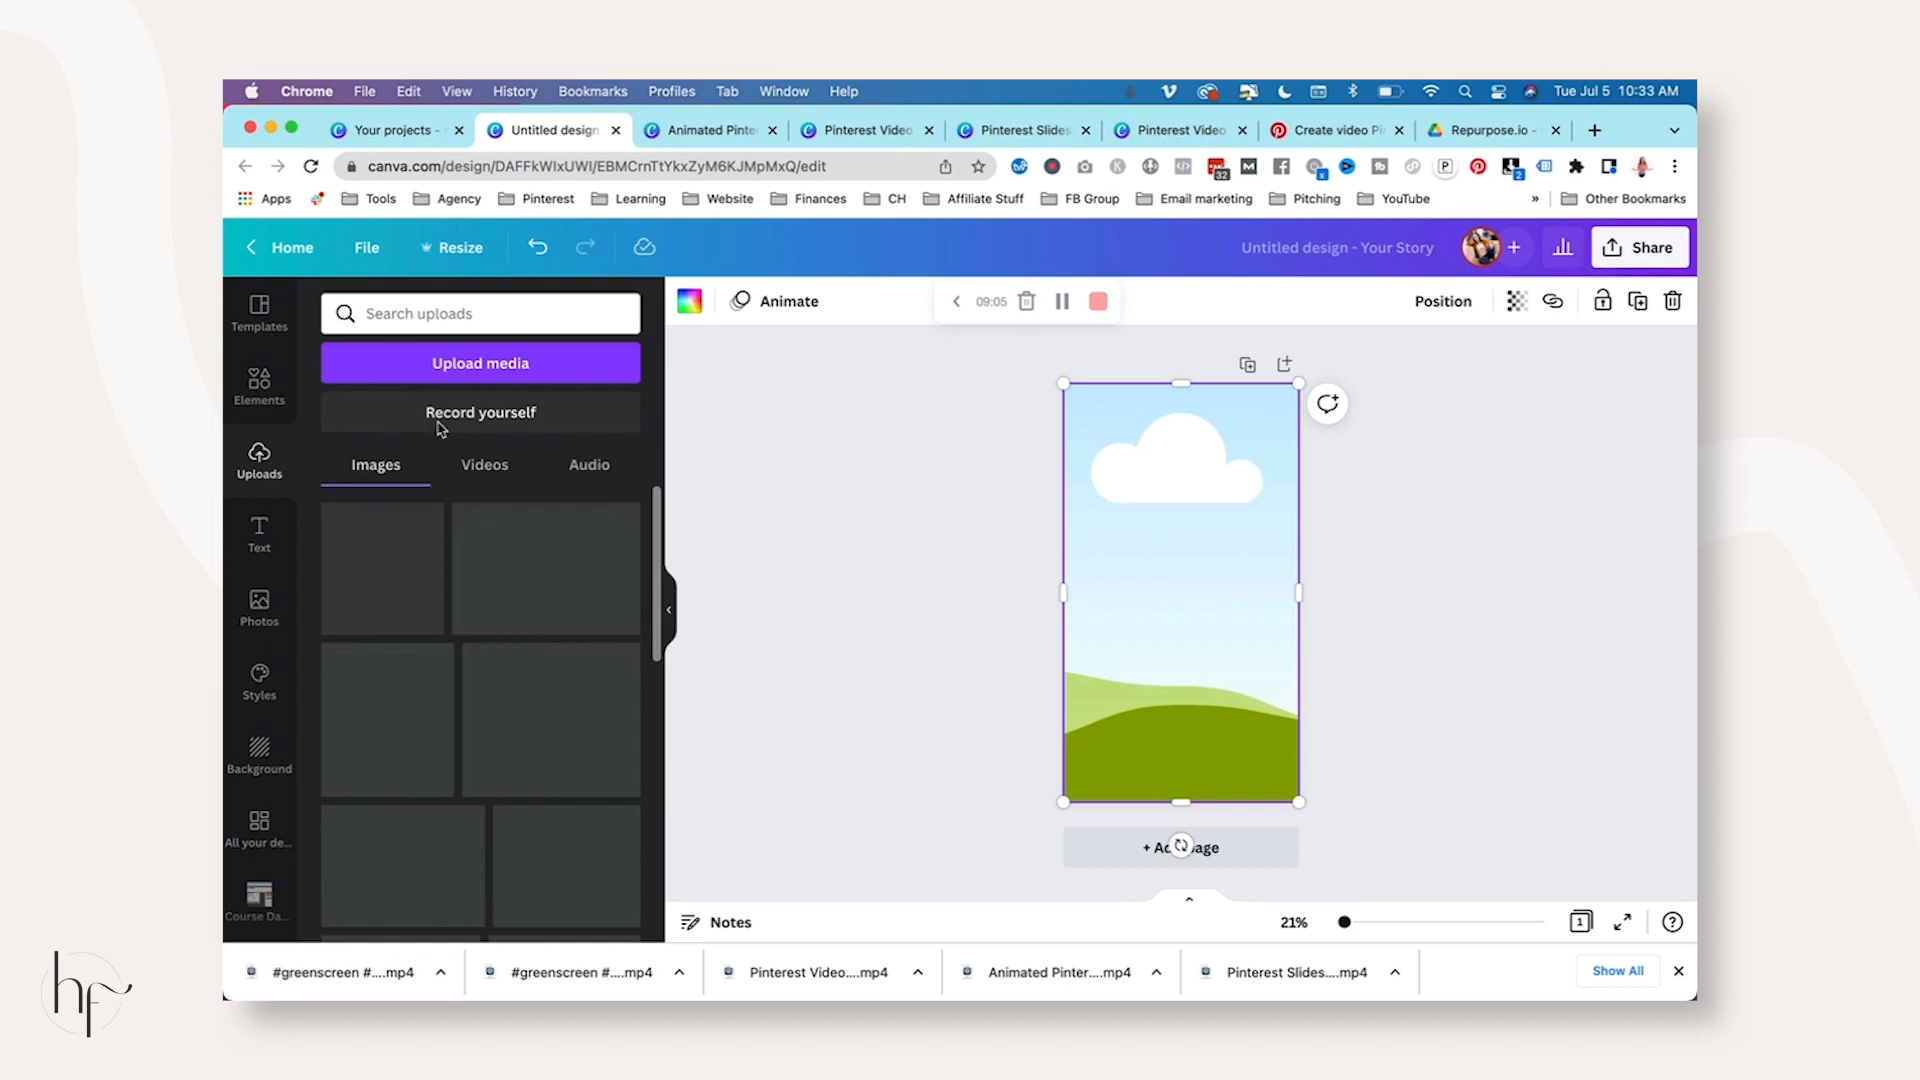 Chrome File Edit View History Bookmarks Profiles Tab Window Help Tue Jul 5 10:33 AM
Your projects - Untitled design Animated Pinte Pinterest Video Pinterest Slides Pinterest Video Create video Pi Repurpose.io -
canva.com/design/DAFFkWlxUWI/EBMCrnTtYkxZyM6KJMpMxQ/edit
Apps Tools Agency Pinterest Learning Website Finances CH Affiliate Stuff FB Group Email marketing Pitching YouTube » Other Bookmarks
Home File Resize Untitled design - Your Story Share
Templates
Elements
Uploads
Text
Photos
Styles
Background
All your de...
Course Da...
Search uploads
Upload media
Record yourself
Images Videos Audio
Animate 09:05 Position
Notes 21% 1
#greenscreen #....mp4 #greenscreen #....mp4 Pinterest Video....mp4 Animated Pinter....mp4 Pinterest Slides....mp4 Show All
hf